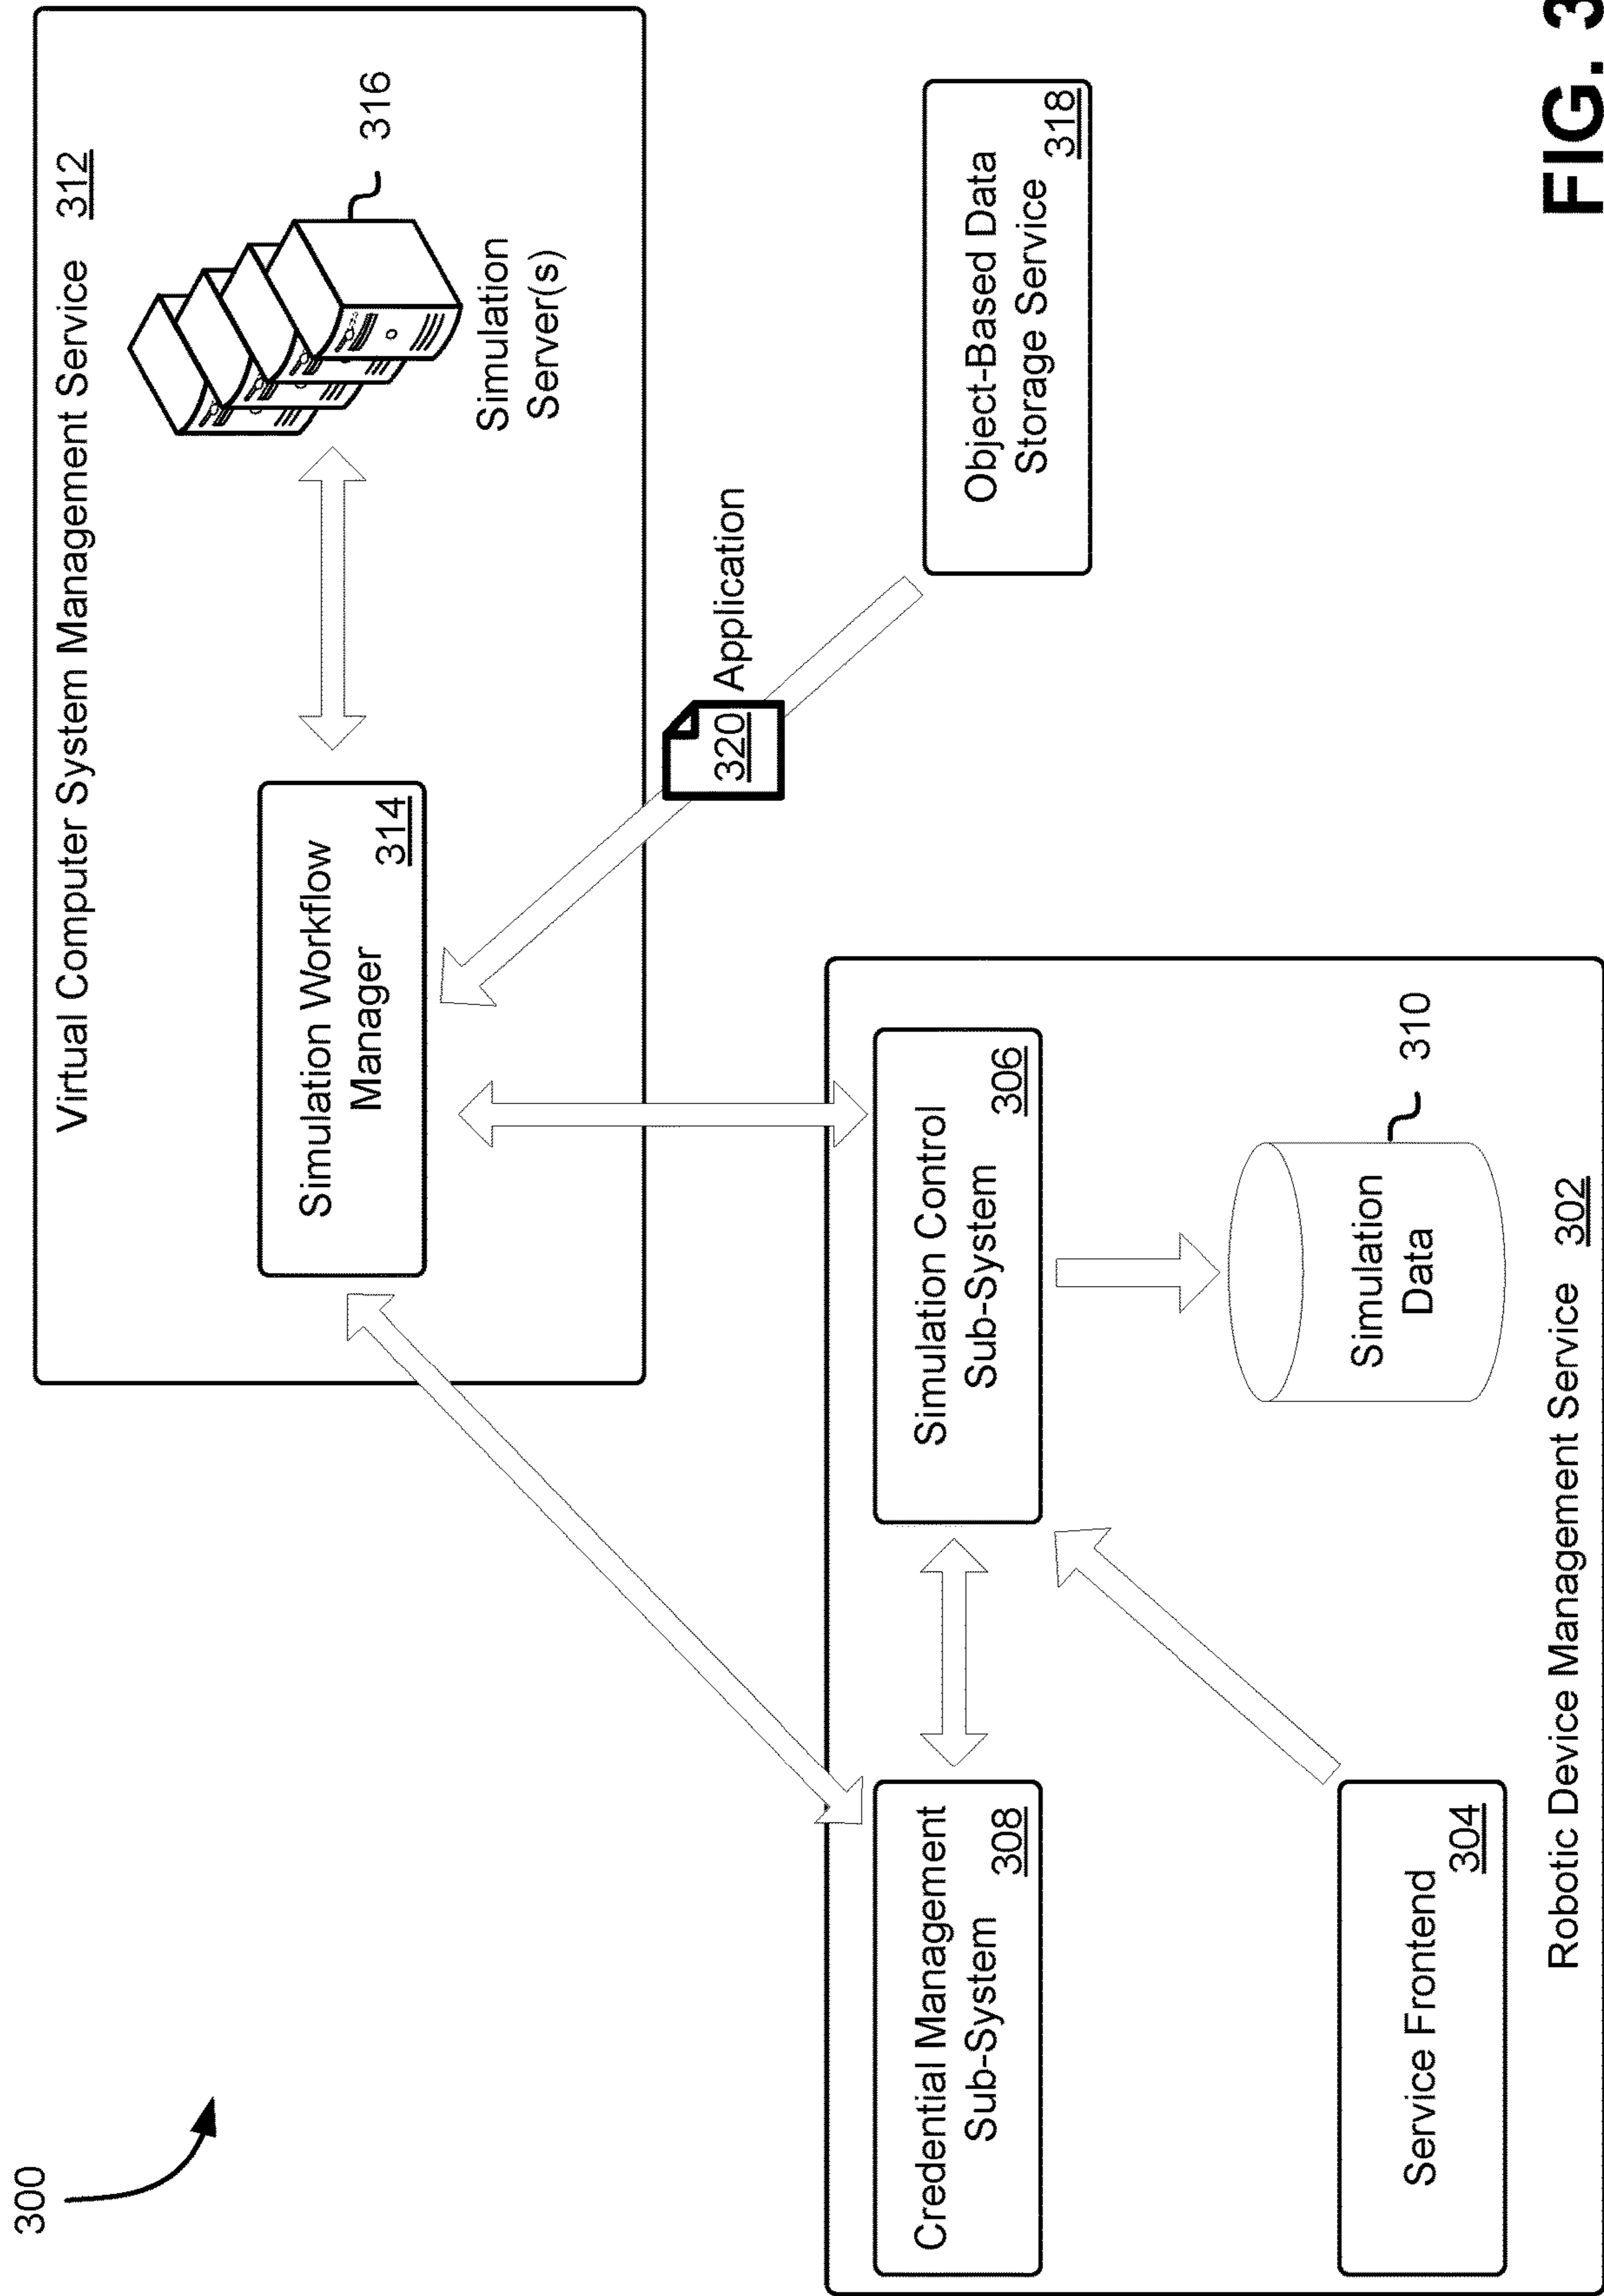 300
Virtual Computer System Management Service 312
Simulation Workflow
Manager
314
316
Simulation
Server(s)
320
Application
Object-Based Data
Storage Service
318
Credential Management
Sub-System
308
Simulation Control
Sub-System
306
Service Frontend
304
Simulation
Data
310
Robotic Device Management Service 302
FIG. 3